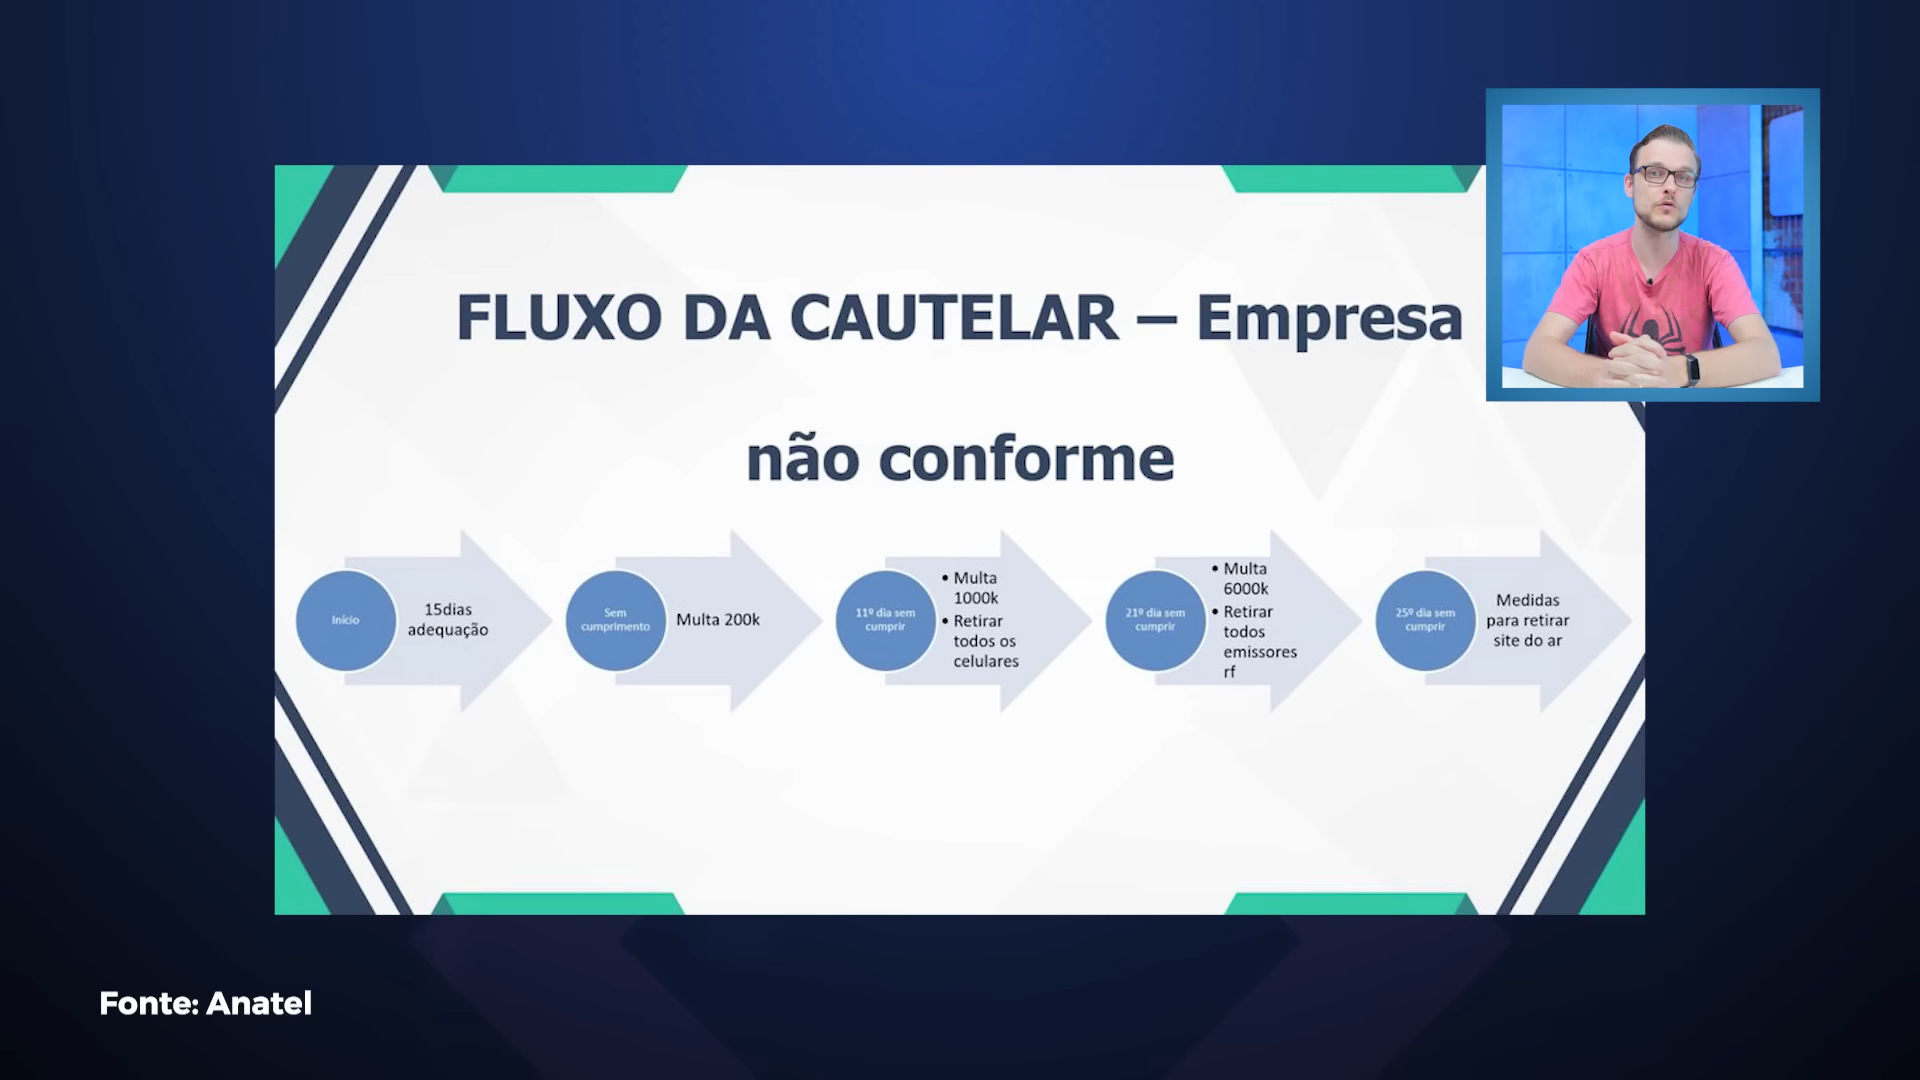 FLUXO DA CAUTELAR – Empresa
não conforme
Início
15dias
adequação
Sem
cumprimento
Multa 200k
11º dia sem
cumprir
• Multa
1000k
• Retirar
todos os
celulares
21º dia sem
cumprir
• Multa
6000k
• Retirar
todos
emissores
rf
25º dia sem
cumprir
Medidas
para retirar
site do ar
Fonte: Anatel